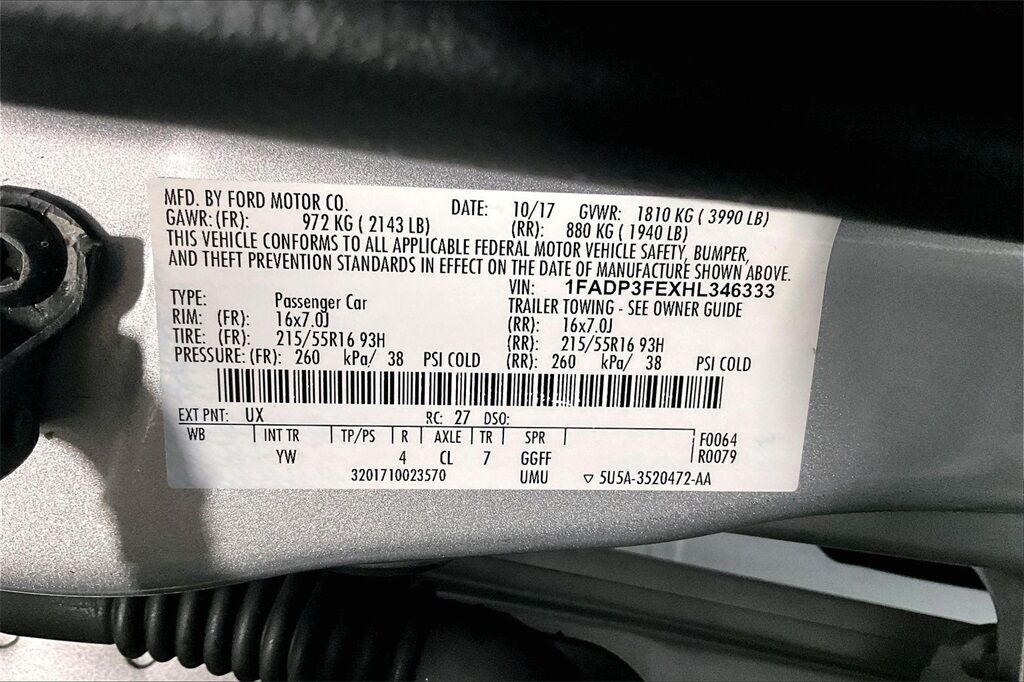 MFD. BY FORD MOTOR CO. DATE: 10/17 GVWR: 1810 KG ( 3990 LB)
GAWR: (FR): 972 KG ( 2143 LB) (RR): 880 KG ( 1940 LB)
THIS VEHICLE CONFORMS TO ALL APPLICABLE FEDERAL MOTOR VEHICLE SAFETY, BUMPER,
AND THEFT PREVENTION STANDARDS IN EFFECT ON THE DATE OF MANUFACTURE SHOWN ABOVE.
VIN: 1FADP3FEXHL346333
TYPE: Passenger Car TRAILER TOWING - SEE OWNER GUIDE
RIM: (FR): 16x7.0J (RR): 16x7.0J
TIRE: (FR): 215/55R16 93H (RR): 215/55R16 93H
PRESSURE: (FR): 260 kPa/ 38 PSI COLD (RR): 260 kPa/ 38 PSI COLD
EXT PNT: UX RC: 27 DSO:
WB INT TR TP/PS R AXLE TR SPR F0064
YW 4 CL 7 GGFF R0079
3201710023570 UMU ▽ 5U5A-3520472-AA